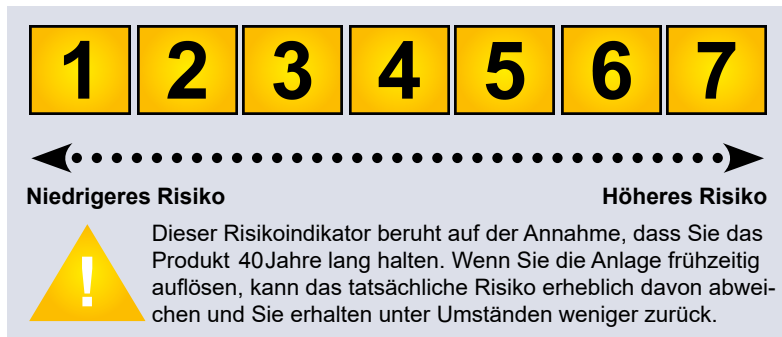 1 2 3 4 5 6 7
Niedrigeres Risiko Höheres Risiko
!
Dieser Risikoindikator beruht auf der Annahme, dass Sie das
Produkt 40Jahre lang halten. Wenn Sie die Anlage frühzeitig
auflösen, kann das tatsächliche Risiko erheblich davon abwei-
chen und Sie erhalten unter Umständen weniger zurück.